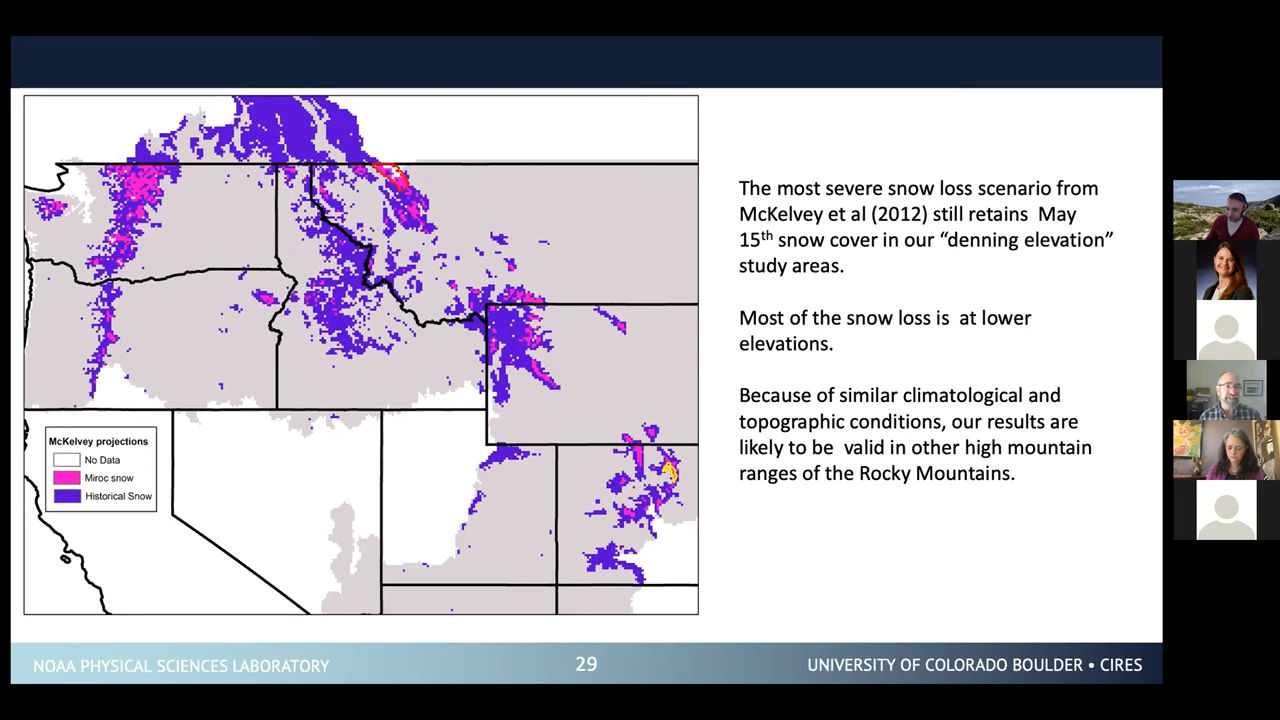 McKelvey projections
No Data
Miroc snow
Historical Snow
The most severe snow loss scenario from
McKelvey et al (2012) still retains May
15th snow cover in our “denning elevation”
study areas.
Most of the snow loss is at lower
elevations.
Because of similar climatological and
topographic conditions, our results are
likely to be valid in other high mountain
ranges of the Rocky Mountains.
NOAA PHYSICAL SCIENCES LABORATORY
29
UNIVERSITY OF COLORADO BOULDER • CIRES